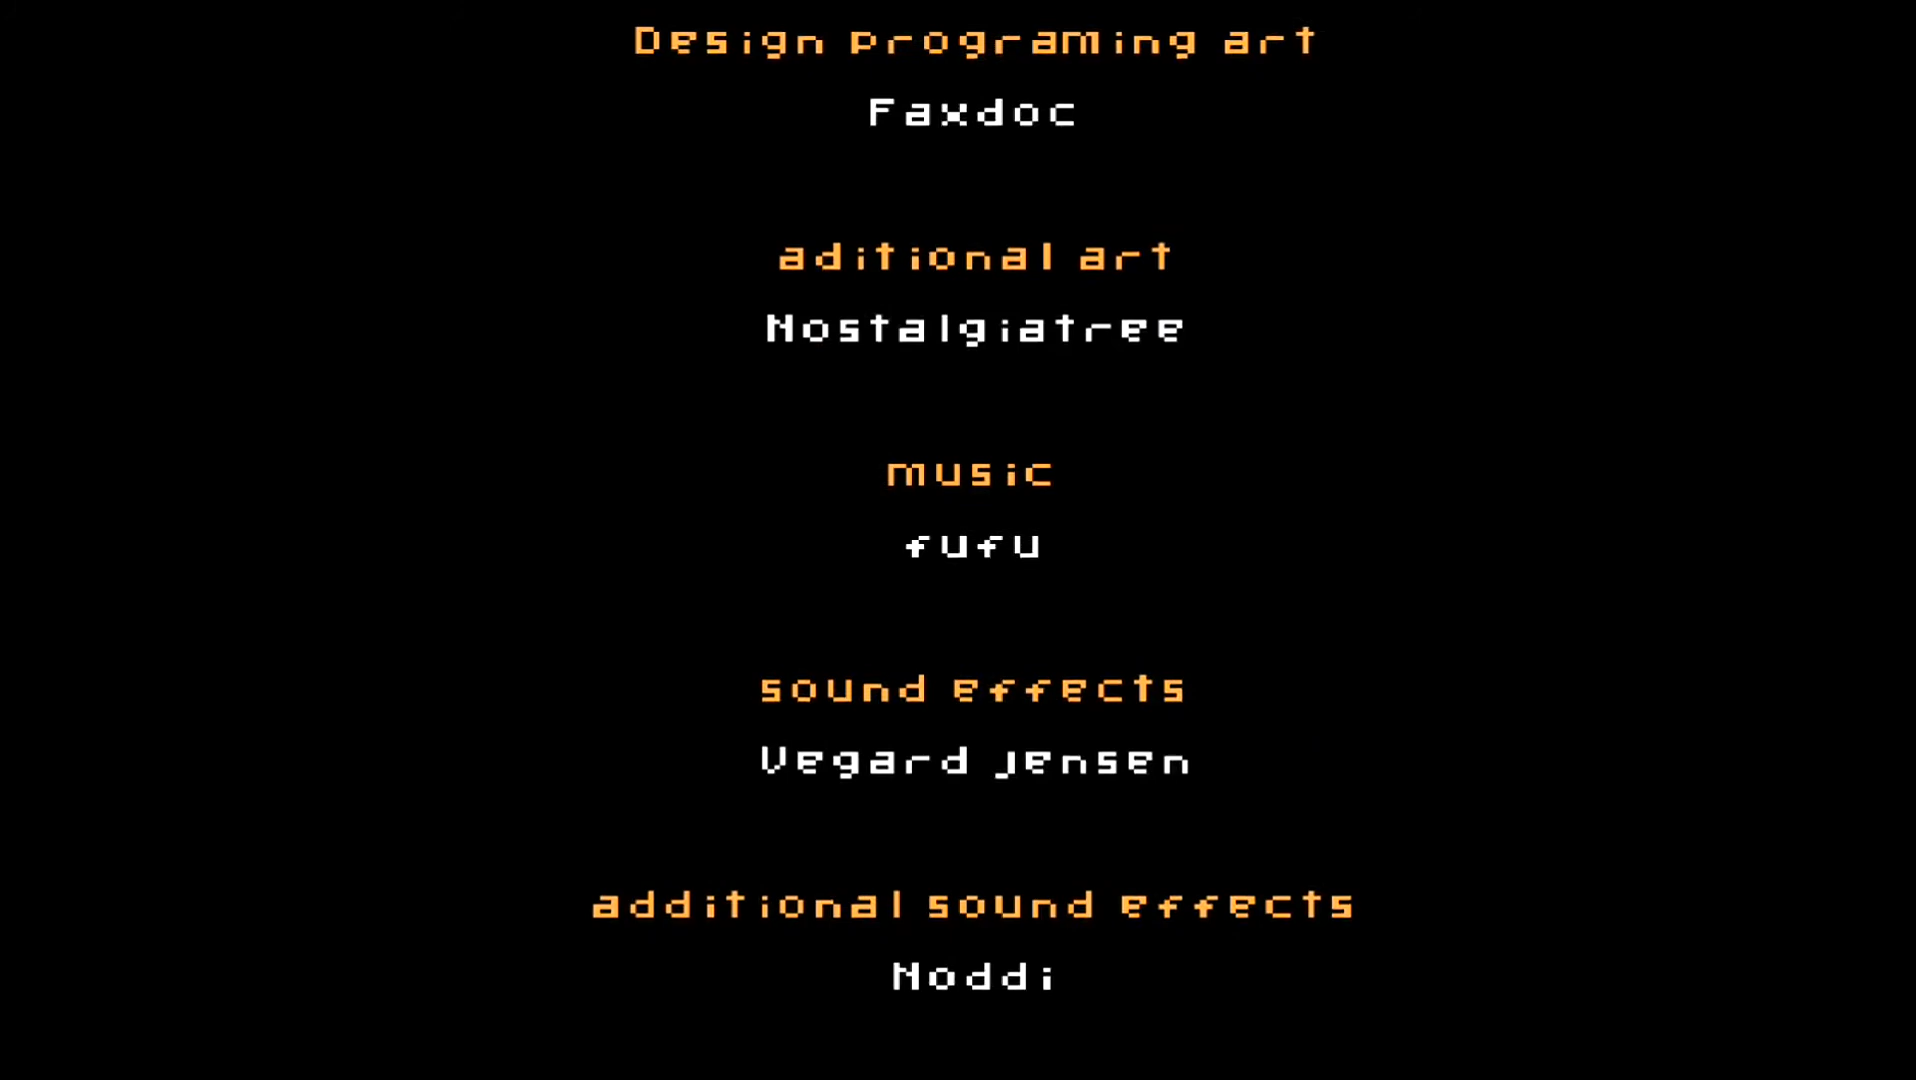 Design programing art
Faxdoc
aditional art
Nostalgiatree
music
fufu
sound effects
Vegard jensen
additional sound effects
Noddi